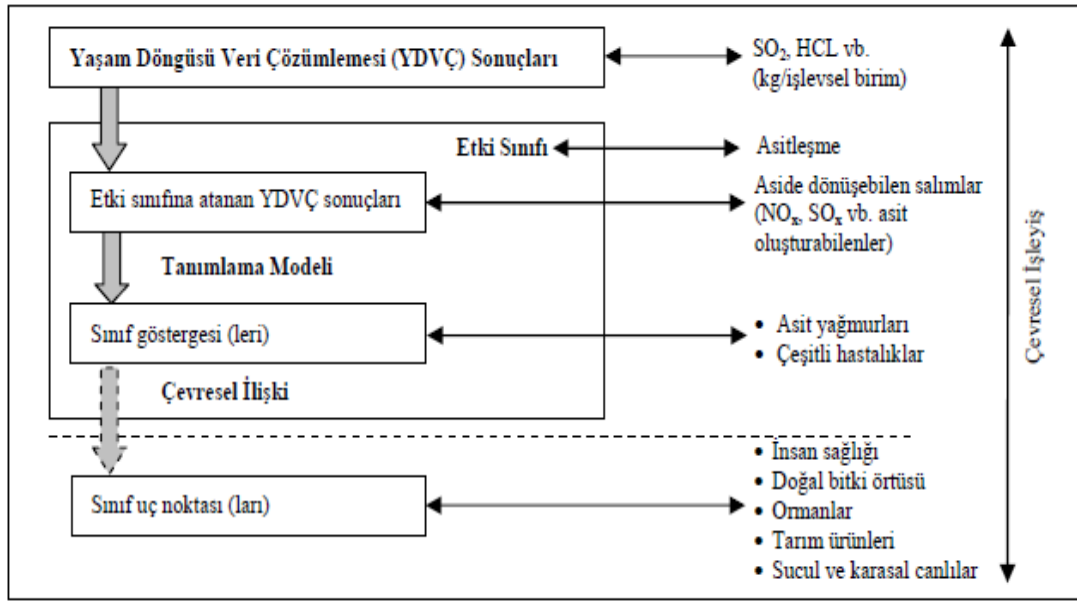 Yaşam Döngüsü Veri Çözümlemesi (YDVÇ) Sonuçları
SO₂, HCL vb.
(kg/işlevsel birim)
Etki Sınıfı
Asitleşme
Etki sınıfına atanan YDVÇ sonuçları
Aside dönüşebilen salımlar
(NOₓ, SOₓ vb. asit
oluşturabilenler)
Tanımlama Modeli
Sınıf göstergesi (leri)
• Asit yağmurları
• Çeşitli hastalıklar
Çevresel İlişki
Sınıf uç noktası (ları)
• İnsan sağlığı
• Doğal bitki örtüsü
• Ormanlar
• Tarım ürünleri
• Sucul ve karasal canlılar
Çevresel İşleyiş